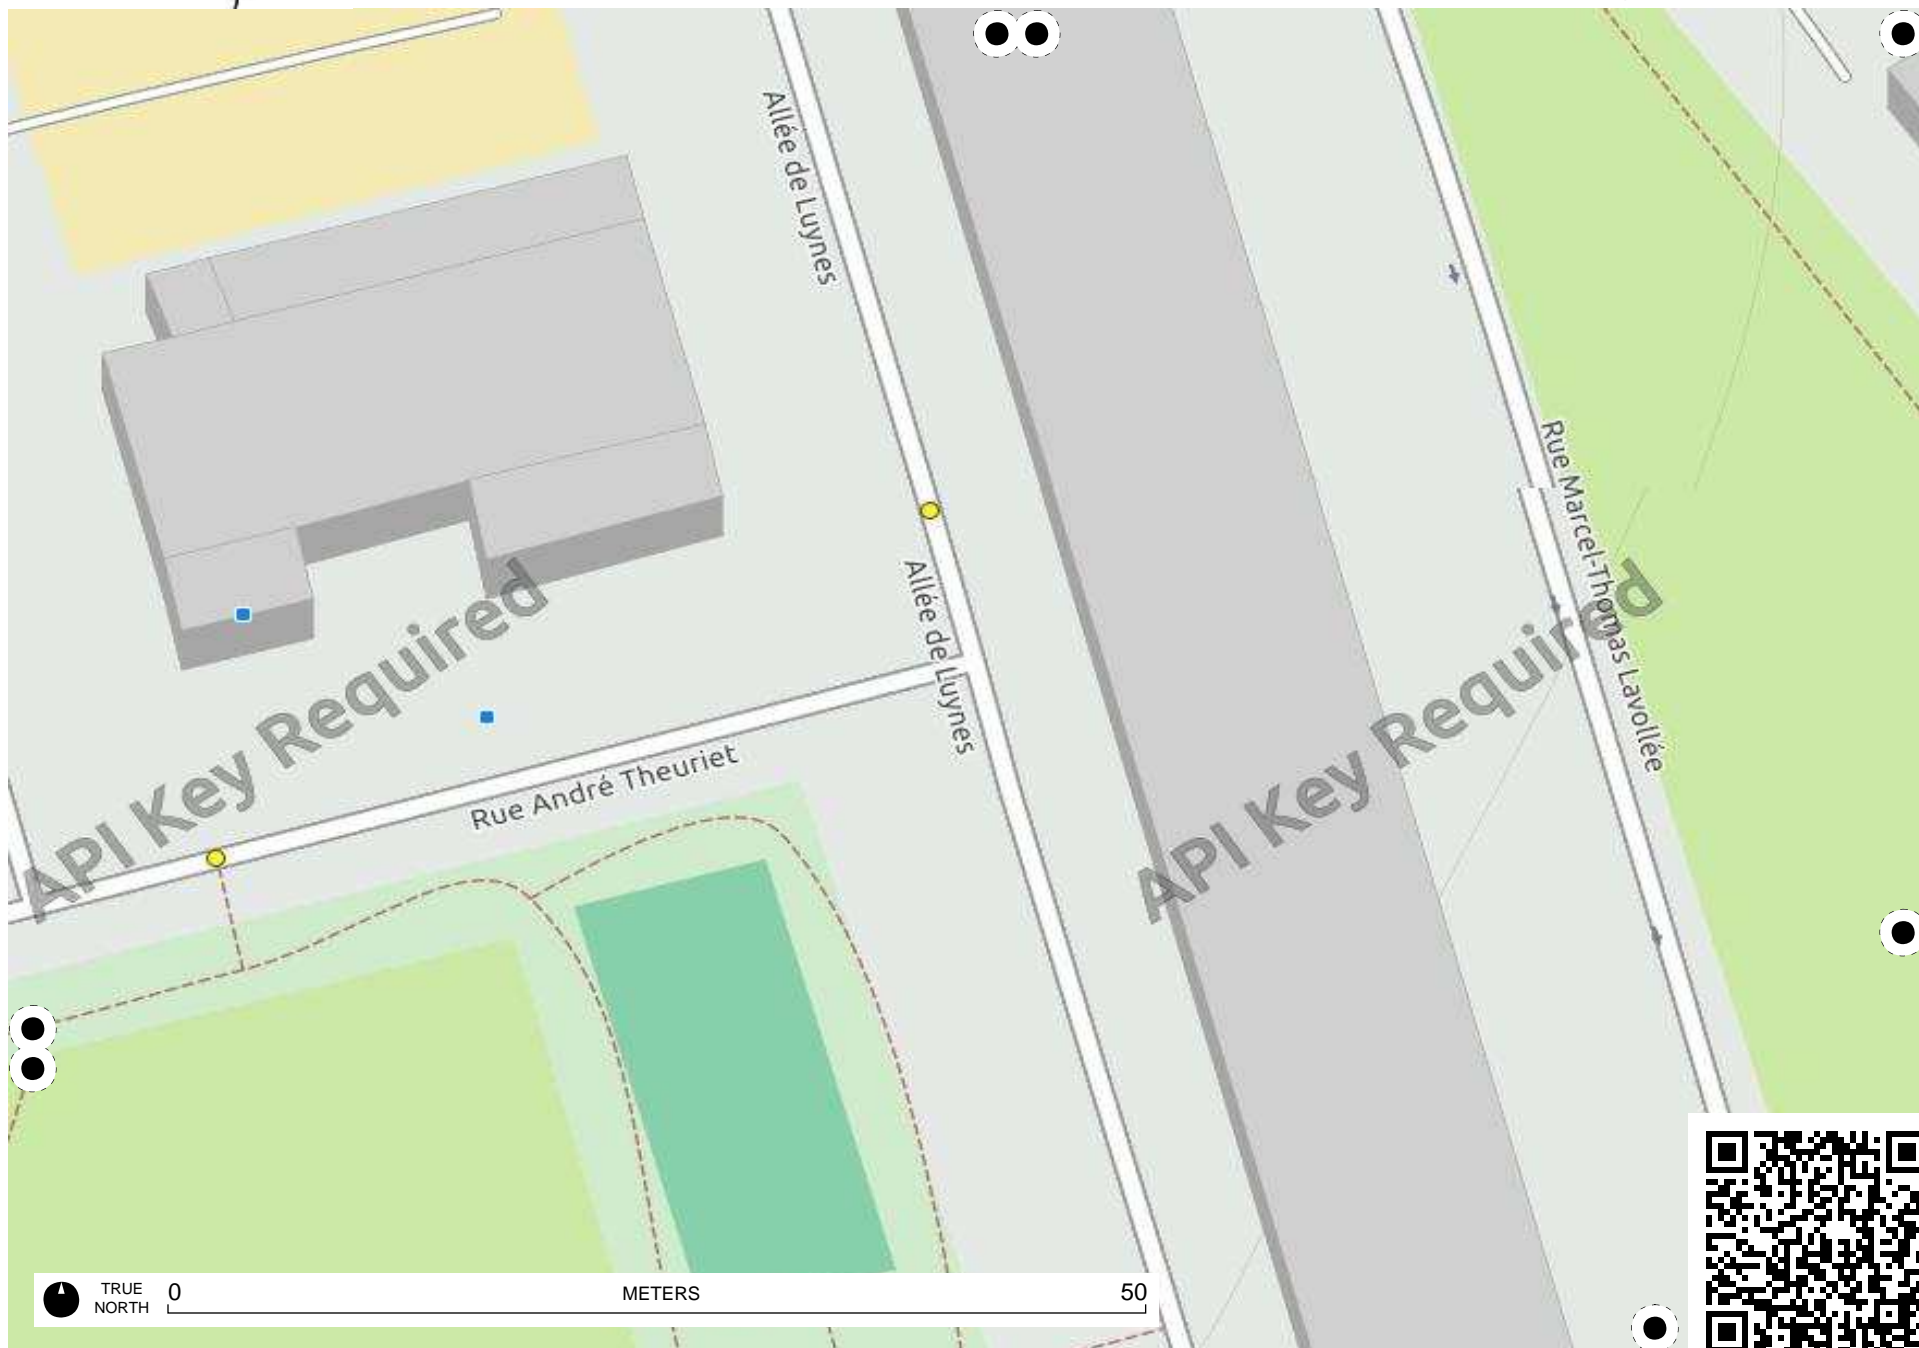 Allée de Luynes
Rue Marcel-Thomas Lavollée
Allée de Luynes
API Key Required
API Key Required
Rue André Theuriet
TRUE NORTH
0
METERS
50